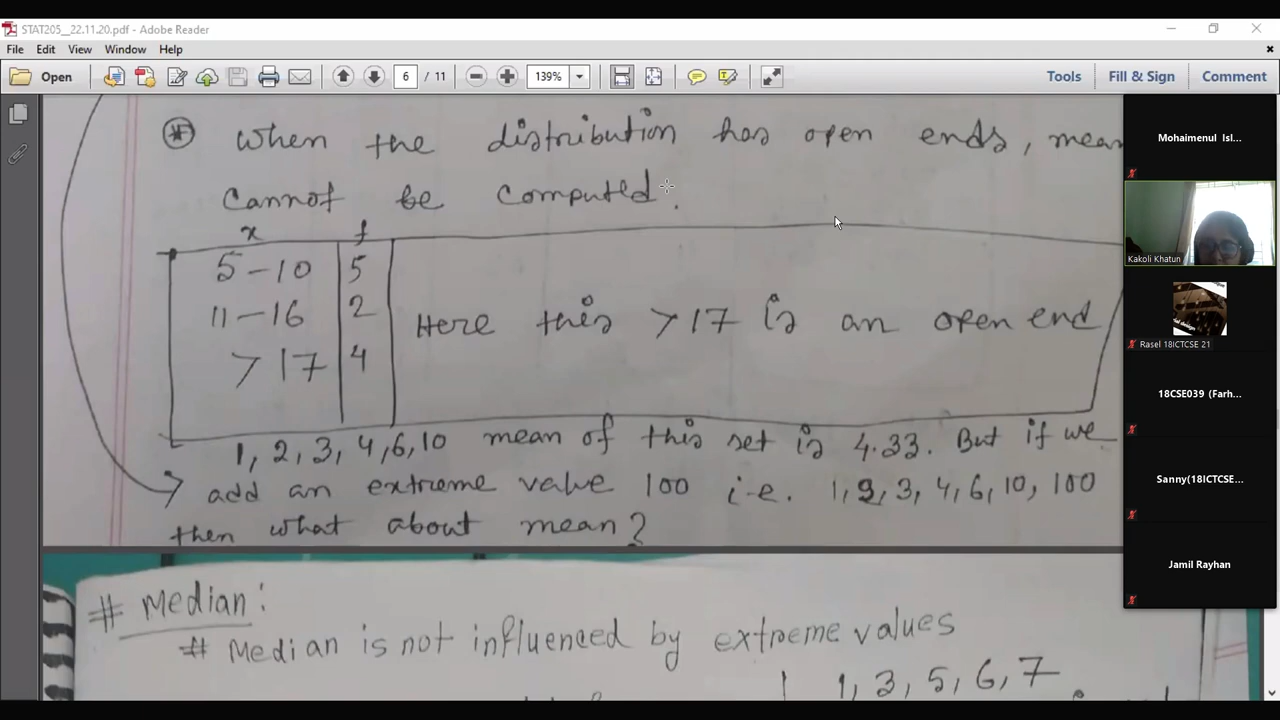 STAT205__22.11.20.pdf - Adobe Reader
File Edit View Window Help
Open 6 / 11 139% Tools Fill & Sign Comment
⊛ When the distribution has open ends, mean
cannot be computed.
x f
5-10 5
11-16 2
>17 4
Here this >17 is an open end
1, 2, 3, 4, 6, 10 mean of this set is 4.33. But if we
add an extreme value 100 i.e. 1, 2, 3, 4, 6, 10, 100
then what about mean?
# Median:
# Median is not influenced by extreme values
1, 3, 5, 6, 7
Mohaimenul Isl...
Kakoli Khatun
Rasel 18ICTCSE 21
18CSE039 (Farh...
Sanny(18ICTCSE...
Jamil Rayhan